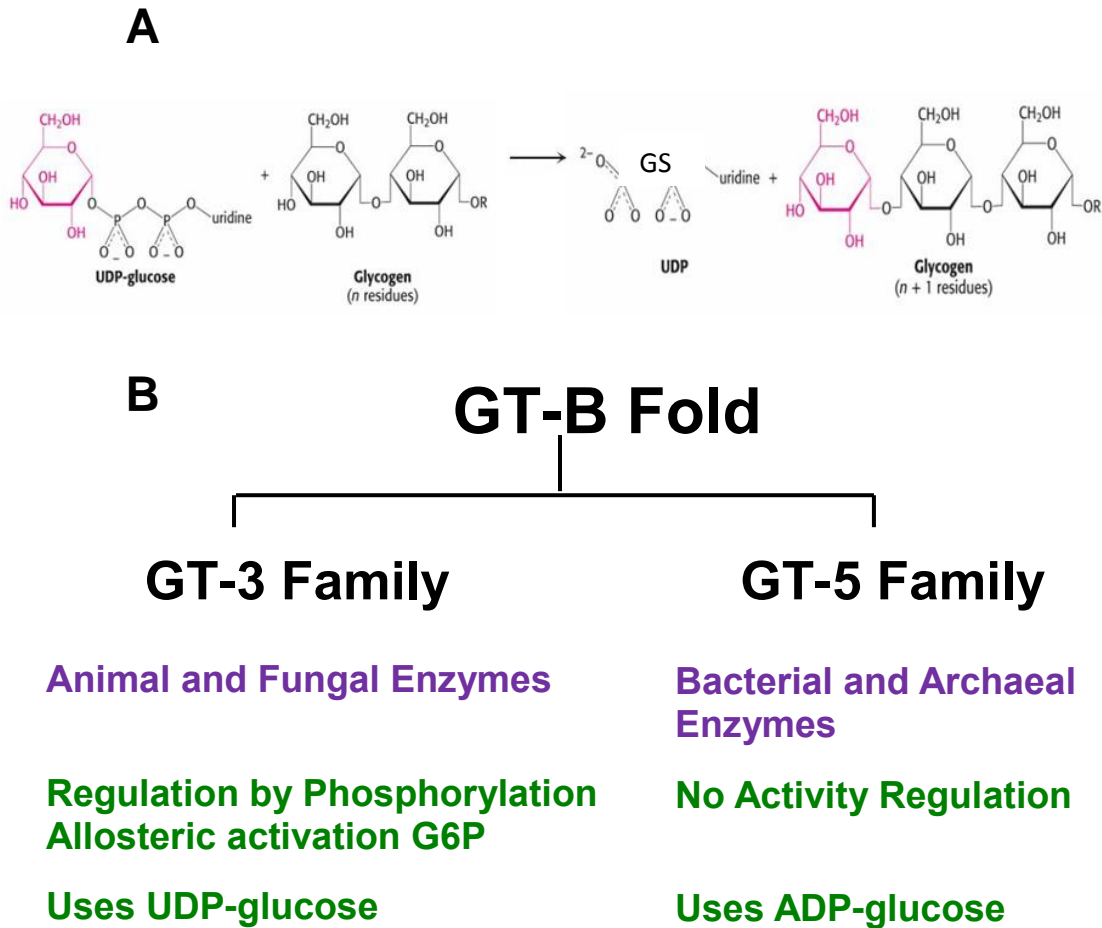 A
CH₂OH
O
OH
HO
OH
O
P
O
P
O
uridine
O
O
O
O
–
UDP-glucose
+
CH₂OH
O
OH
HO
OH
O
CH₂OH
O
OH
OH
OR
Glycogen
(n residues)
2–O
GS
uridine +
O
O
O
–
O
UDP
CH₂OH
O
OH
HO
OH
O
CH₂OH
O
OH
OH
O
CH₂OH
O
OH
OH
OR
Glycogen
(n + 1 residues)
B
GT-B Fold
GT-3 Family
GT-5 Family
Animal and Fungal Enzymes
Bacterial and Archaeal
Enzymes
Regulation by Phosphorylation
Allosteric activation G6P
No Activity Regulation
Uses UDP-glucose
Uses ADP-glucose